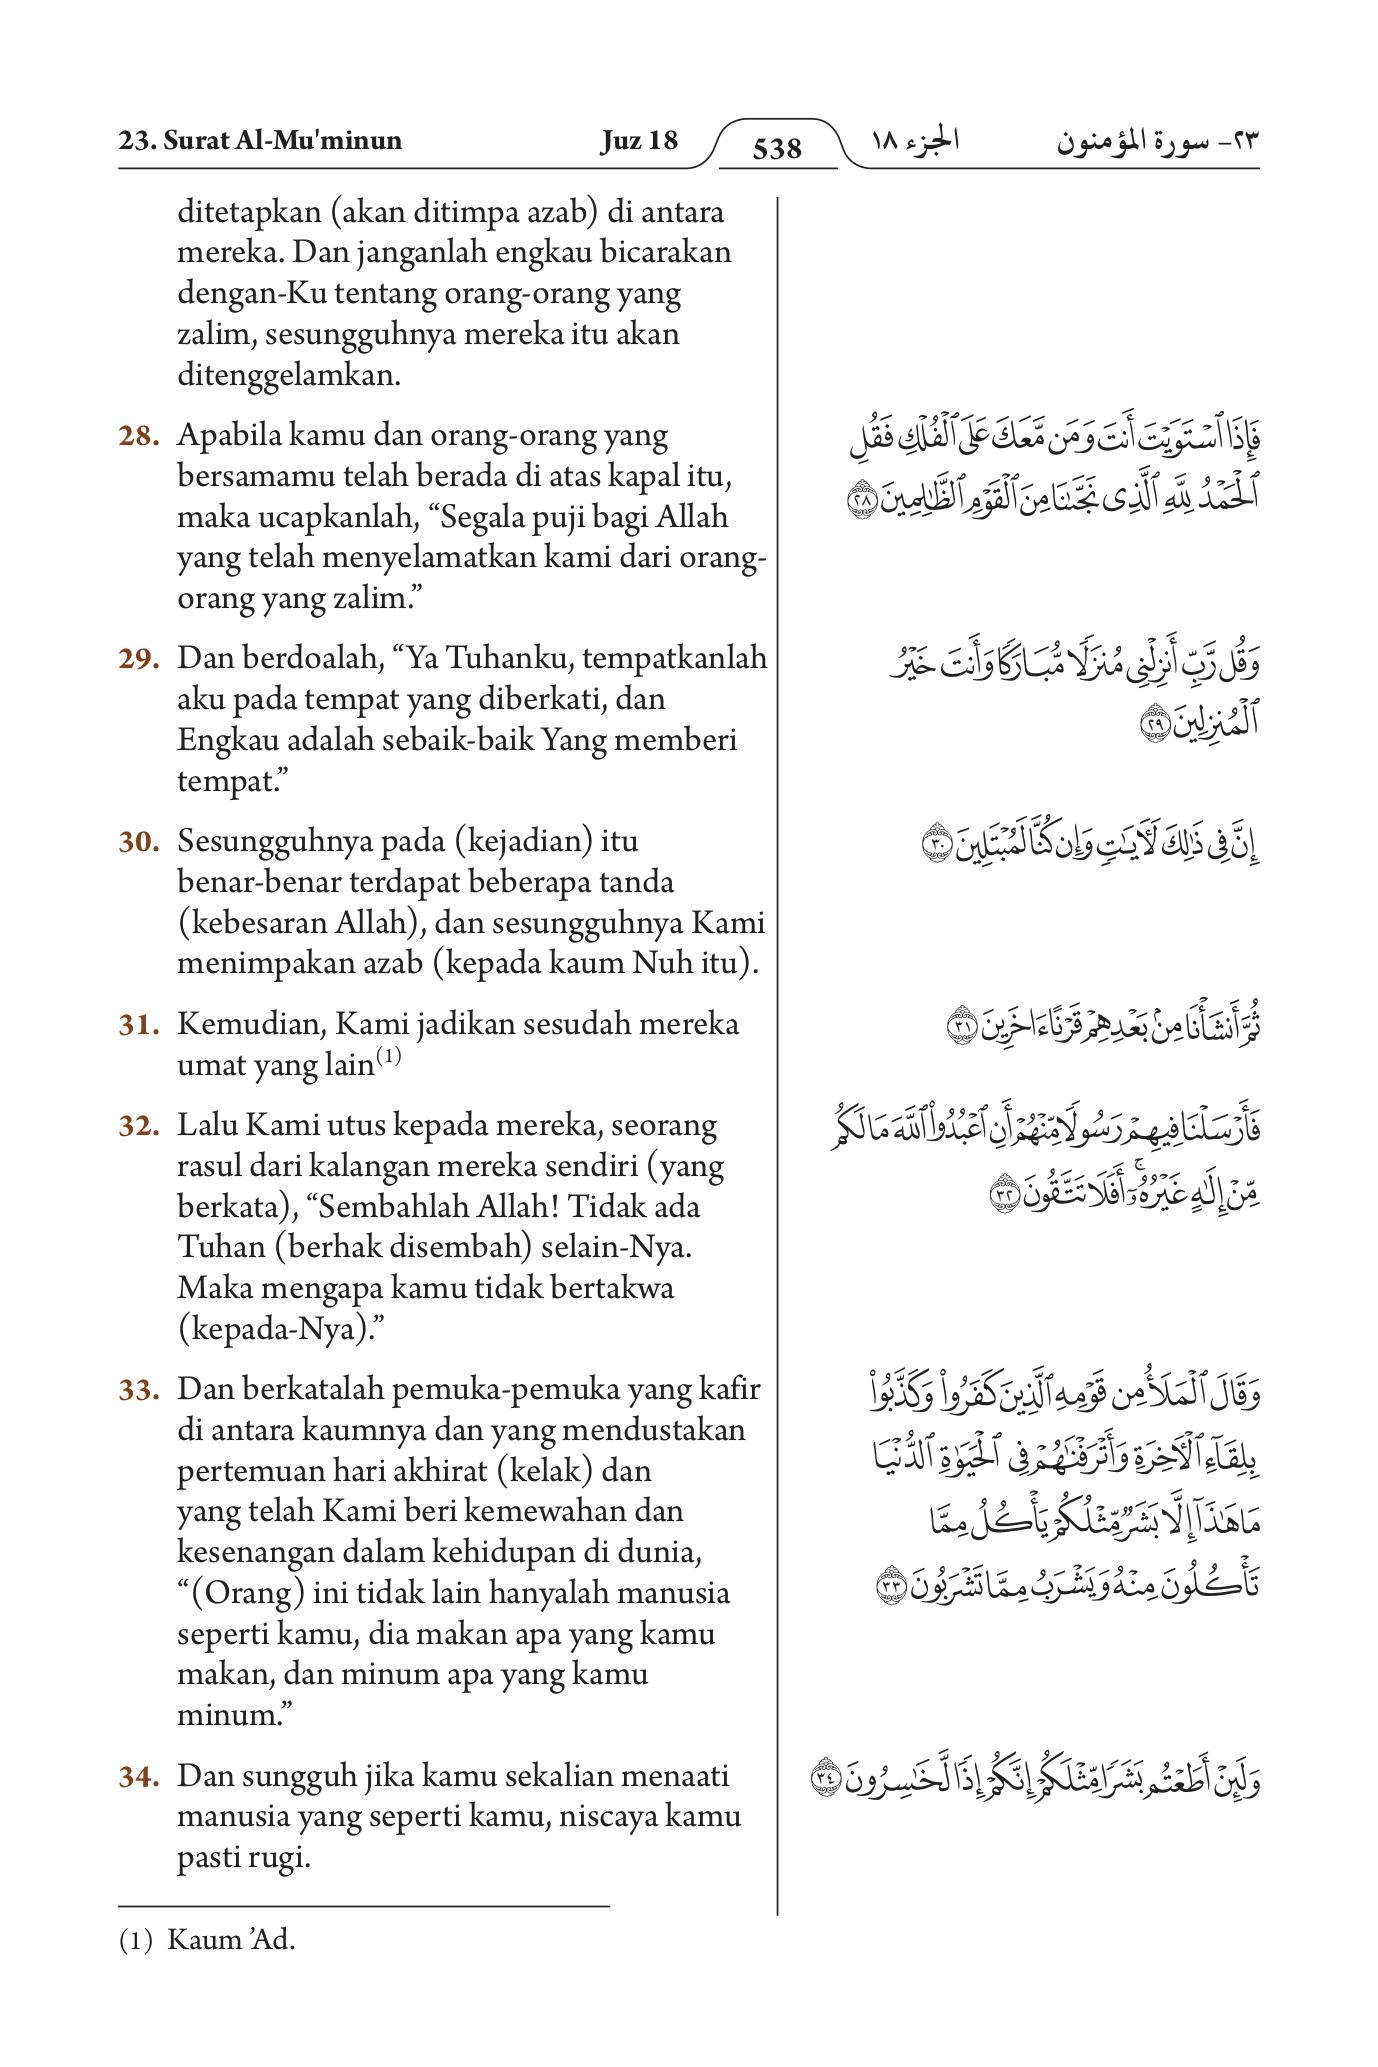 23. Surat Al-Mu'minun
Juz 18
538
الجزء ١٨
٢٣- سورة المؤمنون
ditetapkan (akan ditimpa azab) di antara
mereka. Dan janganlah engkau bicarakan
dengan-Ku tentang orang-orang yang
zalim, sesungguhnya mereka itu akan
ditenggelamkan.
28. Apabila kamu dan orang-orang yang
bersamamu telah berada di atas kapal itu,
maka ucapkanlah, “Segala puji bagi Allah
yang telah menyelamatkan kami dari orang-
orang yang zalim.”
29. Dan berdoalah, “Ya Tuhanku, tempatkanlah
aku pada tempat yang diberkati, dan
Engkau adalah sebaik-baik Yang memberi
tempat.”
30. Sesungguhnya pada (kejadian) itu
benar-benar terdapat beberapa tanda
(kebesaran Allah), dan sesungguhnya Kami
menimpakan azab (kepada kaum Nuh itu).
31. Kemudian, Kami jadikan sesudah mereka
umat yang lain(1)
32. Lalu Kami utus kepada mereka, seorang
rasul dari kalangan mereka sendiri (yang
berkata), “Sembahlah Allah! Tidak ada
Tuhan (berhak disembah) selain-Nya.
Maka mengapa kamu tidak bertakwa
(kepada-Nya).”
33. Dan berkatalah pemuka-pemuka yang kafir
di antara kaumnya dan yang mendustakan
pertemuan hari akhirat (kelak) dan
yang telah Kami beri kemewahan dan
kesenangan dalam kehidupan di dunia,
“(Orang) ini tidak lain hanyalah manusia
seperti kamu, dia makan apa yang kamu
makan, dan minum apa yang kamu
minum.”
34. Dan sungguh jika kamu sekalian menaati
manusia yang seperti kamu, niscaya kamu
pasti rugi.
(1) Kaum ’Ad.
فَإِذَا ٱسْتَوَيْتَ أَنتَ وَمَن مَّعَكَ عَلَى ٱلْفُلْكِ فَقُلِ
ٱلْحَمْدُ لِلَّهِ ٱلَّذِى نَجَّىٰنَا مِنَ ٱلْقَوْمِ ٱلظَّـٰلِمِينَ ٢٨
وَقُل رَّبِّ أَنزِلْنِى مُنزَلًا مُّبَارَكًا وَأَنتَ خَيْرُ
ٱلْمُنزِلِينَ ٢٩
إِنَّ فِى ذَٰلِكَ لَـَٔايَـٰتٍ وَإِن كُنَّا لَمُبْتَلِينَ ٣٠
ثُمَّ أَنشَأْنَا مِنۢ بَعْدِهِمْ قَرْنًا ءَاخَرِينَ ٣١
فَأَرْسَلْنَا فِيهِمْ رَسُولًا مِّنْهُمْ أَنِ ٱعْبُدُوا۟ ٱللَّهَ مَا لَكُم
مِّنْ إِلَـٰهٍ غَيْرُهُۥٓ ۚ أَفَلَا تَتَّقُونَ ٣٢
وَقَالَ ٱلْمَلَأُ مِن قَوْمِهِ ٱلَّذِينَ كَفَرُوا۟ وَكَذَّبُوا۟
بِلِقَآءِ ٱلْـَٔاخِرَةِ وَأَتْرَفْنَـٰهُمْ فِى ٱلْحَيَوٰةِ ٱلدُّنْيَا
مَا هَـٰذَآ إِلَّا بَشَرٌ مِّثْلُكُمْ يَأْكُلُ مِمَّا
تَأْكُلُونَ مِنْهُ وَيَشْرَبُ مِمَّا تَشْرَبُونَ ٣٣
وَلَئِنْ أَطَعْتُم بَشَرًا مِّثْلَكُمْ إِنَّكُمْ إِذًا لَّخَـٰسِرُونَ ٣٤